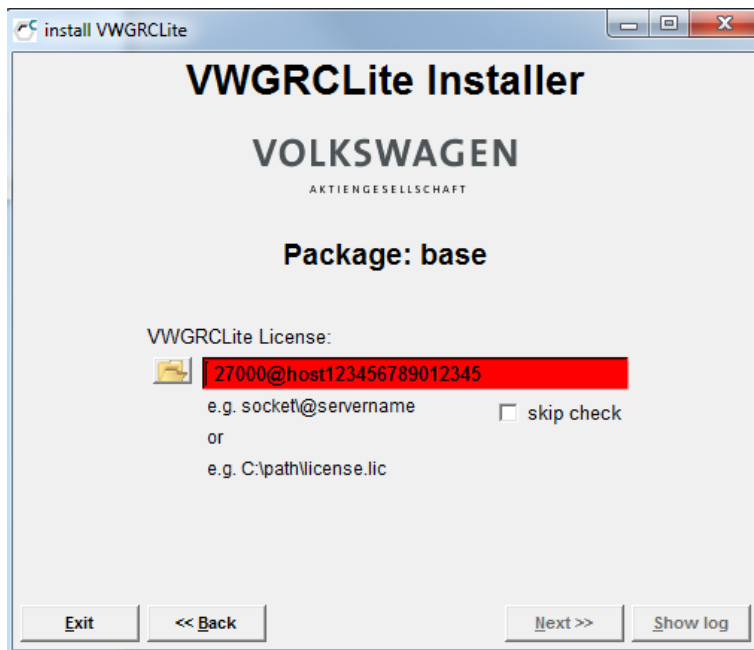 install VWGRCLite
VWGRCLite Installer
VOLKSWAGEN
AKTIENGESELLSCHAFT
Package: base
VWGRCLite License:
27000@host123456789012345
e.g. socket\@servername
skip check
or
e.g. C:\path\license.lic
Exit
<< Back
Next >>
Show log